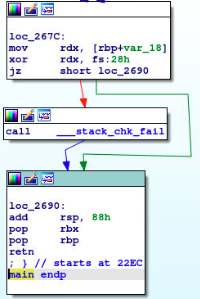 loc_267C:
mov     rdx, [rbp+var_18]
xor     rdx, fs:28h
jz      short loc_2690
call    ___stack_chk_fail
loc_2690:
add     rsp, 88h
pop     rbx
pop     rbp
retn
; } // starts at 22EC
main endp